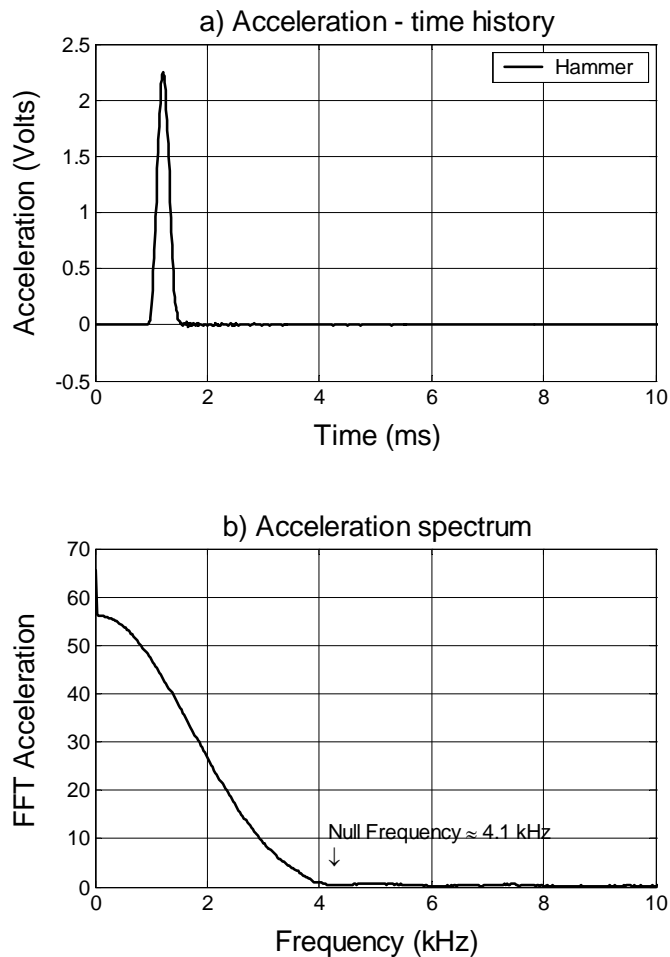 a) Acceleration - time history
2.5
2
1.5
1
0.5
0
-0.5
Acceleration (Volts)
Hammer
0 2 4 6 8 10
Time (ms)
b) Acceleration spectrum
70
60
50
40
30
20
10
0
FFT Acceleration
Null Frequency ≈ 4.1 kHz
↓
0 2 4 6 8 10
Frequency (kHz)